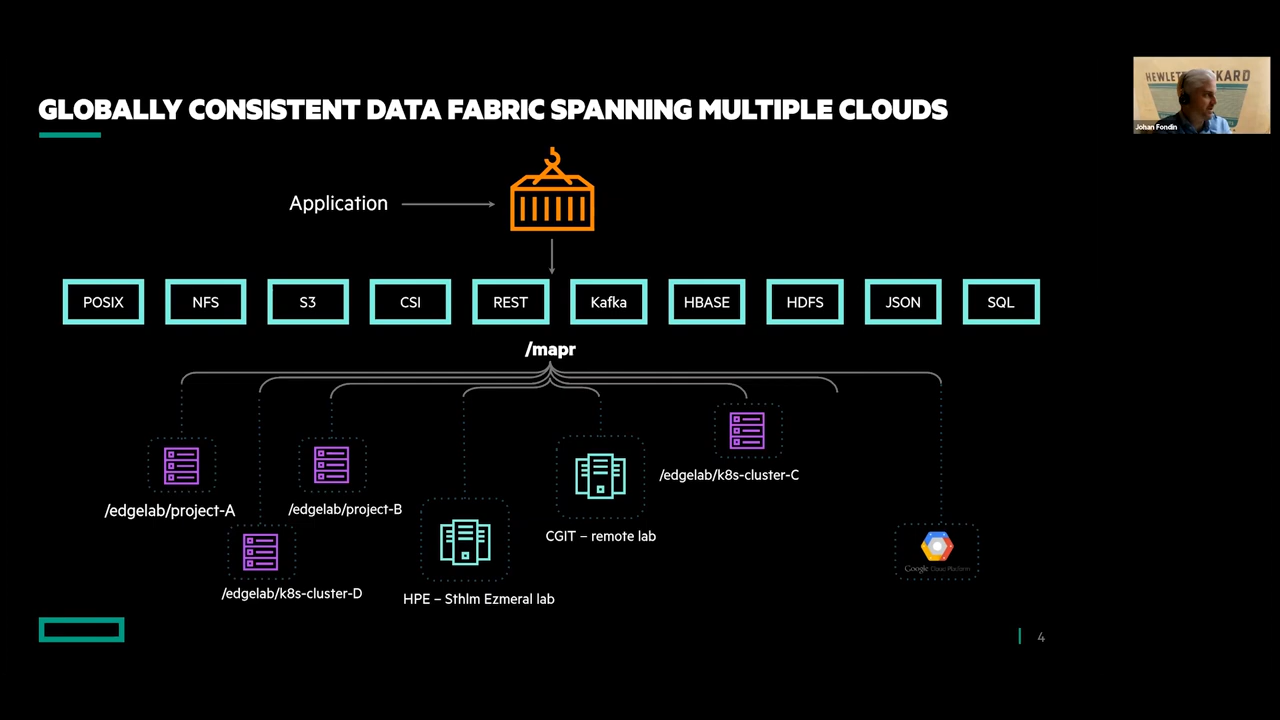 GLOBALLY CONSISTENT DATA FABRIC SPANNING MULTIPLE CLOUDS
HEWLETT PACKARD
Johan Fondin
Application
POSIX NFS S3 CSI REST Kafka HBASE HDFS JSON SQL
/mapr
/edgelab/k8s-cluster-C
/edgelab/project-A
/edgelab/project-B
CGIT – remote lab
Google Cloud Platform
/edgelab/k8s-cluster-D
HPE – Sthlm Ezmeral lab
4